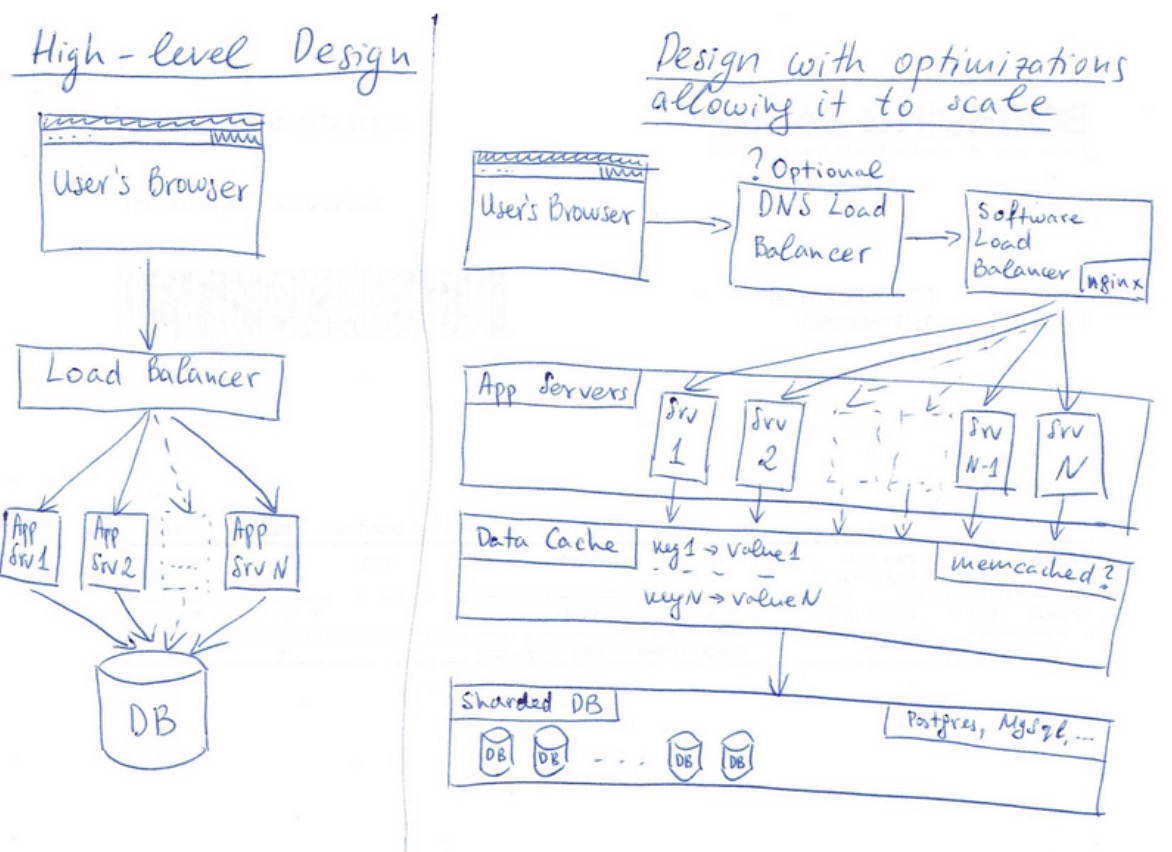 High-level Design
User's Browser
Load Balancer
App
Srv 1
App
Srv 2
....
App
Srv N
DB
Design with optimizations
allowing it to scale
User's Browser
? Optional
DNS Load
Balancer
Software
Load
Balancer
nginx
App Servers
Srv
1
Srv
2
Srv
N-1
Srv
N
Data Cache
key1 → value1
keyN → valueN
memcached?
Sharded DB
Postgres, MySql, ...
DB
DB
. . . .
DB
DB